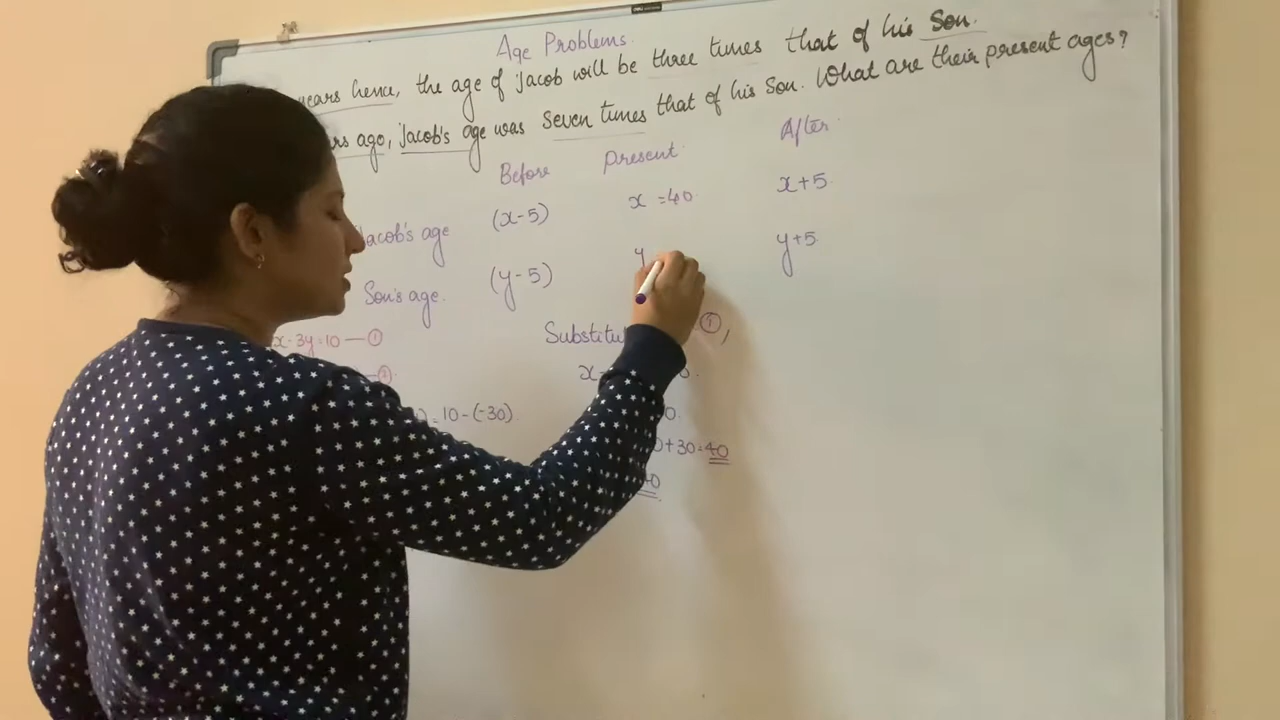 Age Problems.
years hence, the age of Jacob will be three times that of his Son.
ago, Jacob's age was seven times that of his Son. What are their present ages?
Before Present After
Jacob's age (x-5) x =40 x+5
Son's age. (y-5) y y+5
x-3y=10 — ①
= 10-(-30)
①,
x
+30=40